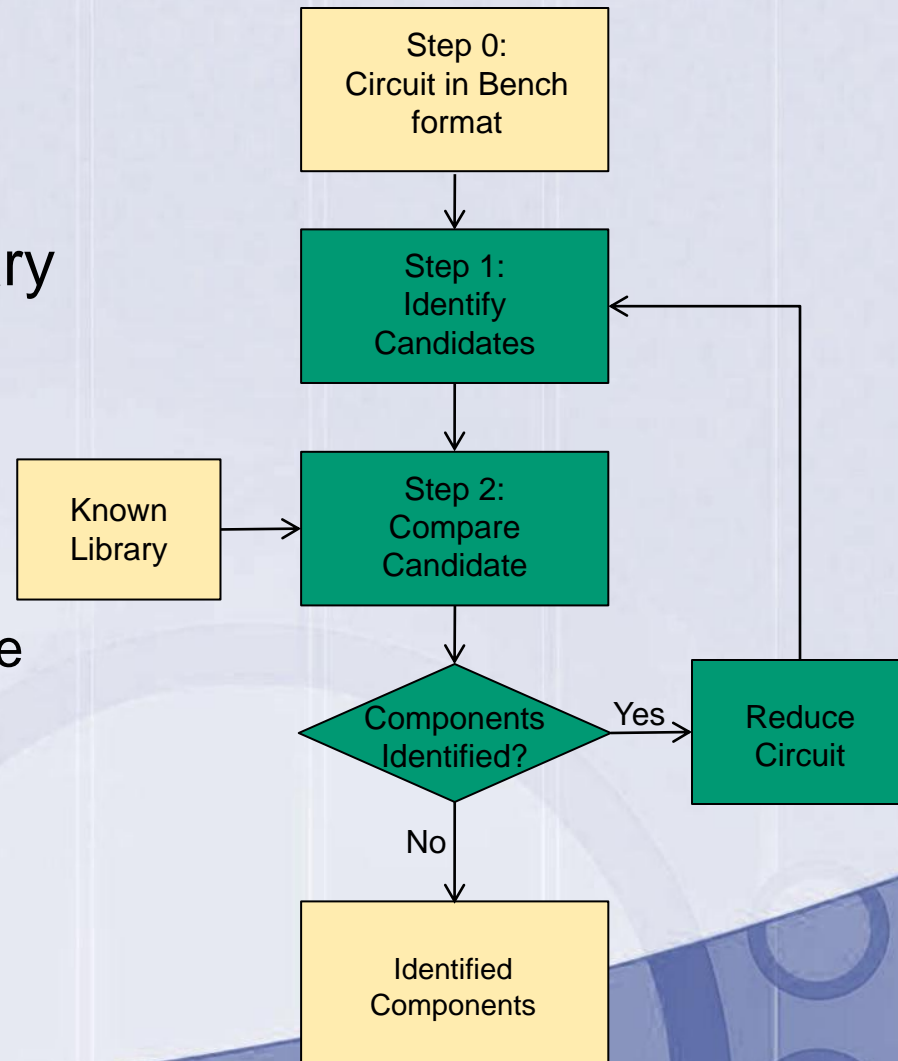 Step 0:
Circuit in Bench
format
ry
Step 1:
Identify
Candidates
Known
Library
Step 2:
Compare
Candidate
e
Components
Identified?
Yes
Reduce
Circuit
No
Identified
Components